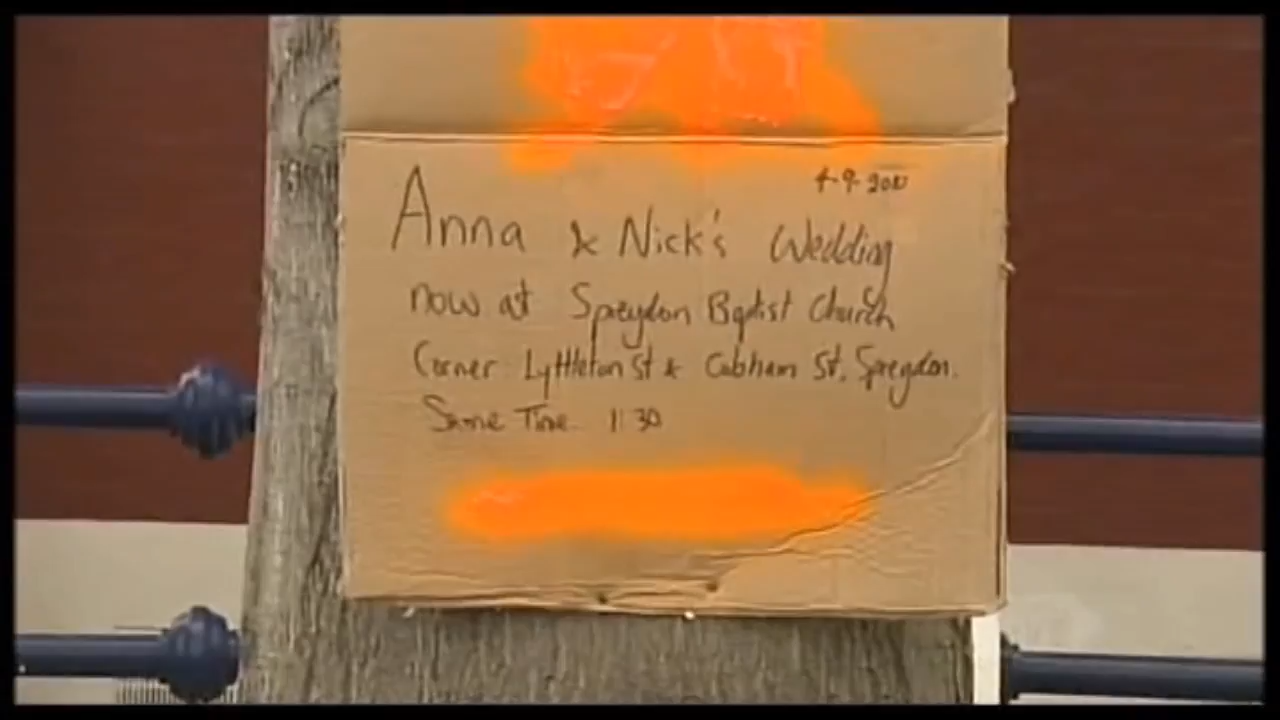 4-9-2010
Anna & Nick's Wedding
now at Spreydon Baptist Church
Corner Lyttleton St & Cobham St, Spreydon.
Same Time 1:30